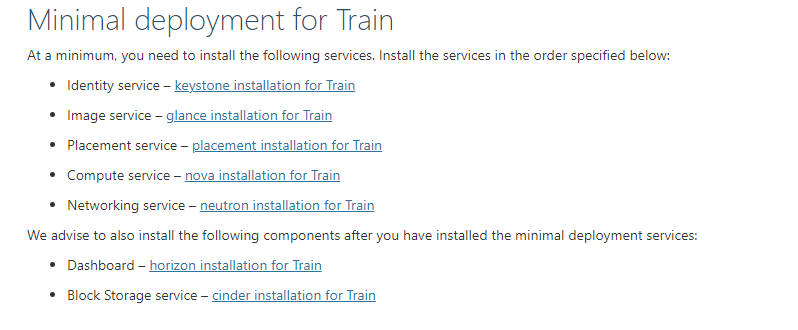 Minimal deployment for Train
At a minimum, you need to install the following services. Install the services in the order specified below:
• Identity service – keystone installation for Train
• Image service – glance installation for Train
• Placement service – placement installation for Train
• Compute service – nova installation for Train
• Networking service – neutron installation for Train
We advise to also install the following components after you have installed the minimal deployment services:
• Dashboard – horizon installation for Train
• Block Storage service – cinder installation for Train